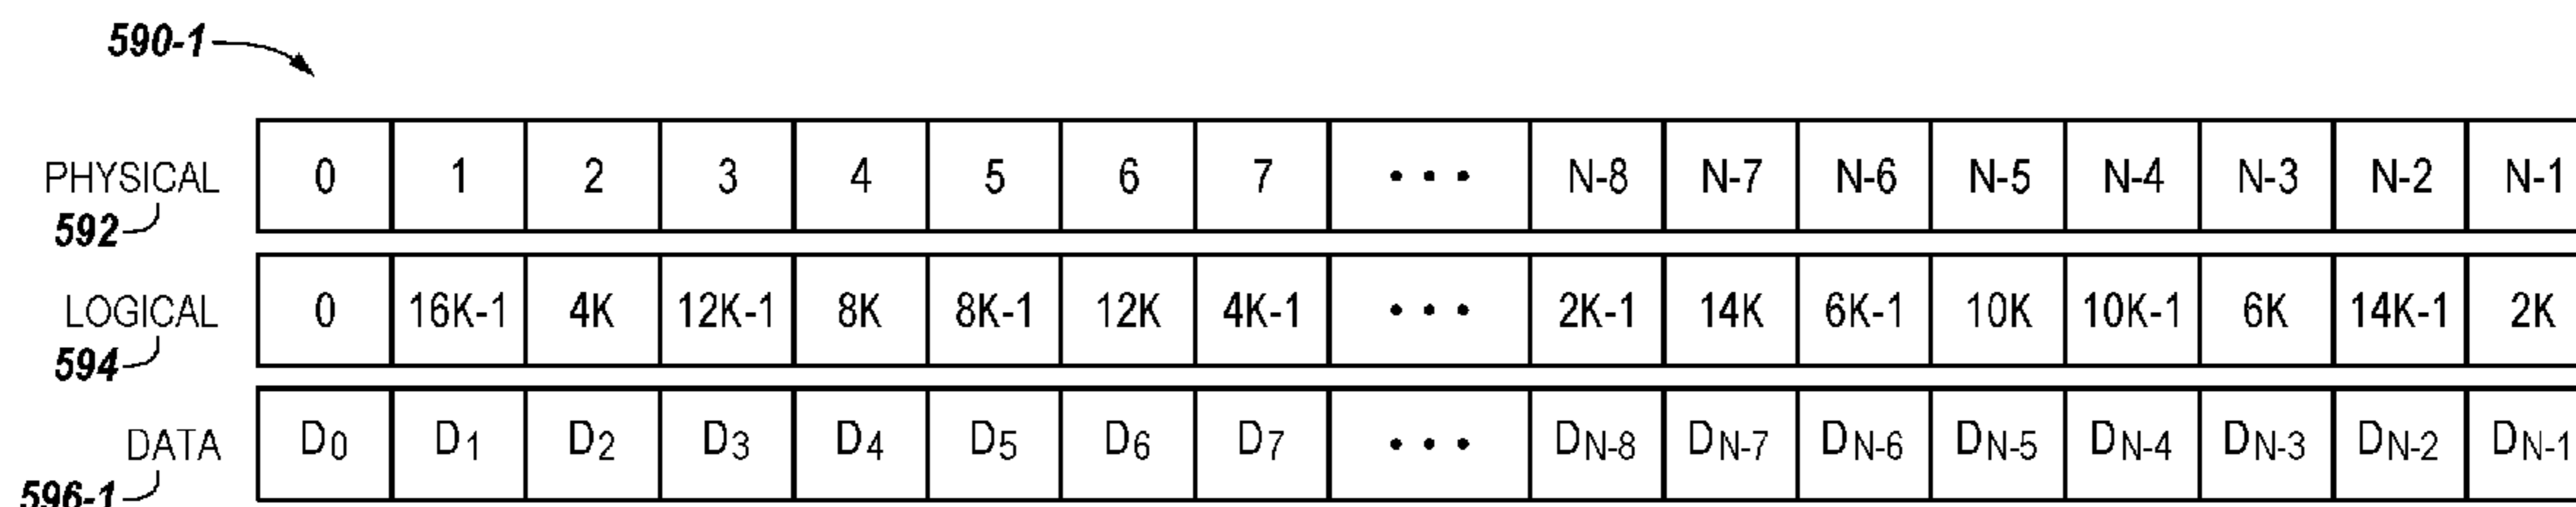 590-1
PHYSICAL 0 1 2 3 4 5 6 7 • • • N-8 N-7 N-6 N-5 N-4 N-3 N-2 N-1
592
LOGICAL 0 16K-1 4K 12K-1 8K 8K-1 12K 4K-1 • • • 2K-1 14K 6K-1 10K 10K-1 6K 14K-1 2K
594
DATA D0 D1 D2 D3 D4 D5 D6 D7 • • • DN-8 DN-7 DN-6 DN-5 DN-4 DN-3 DN-2 DN-1
596-1